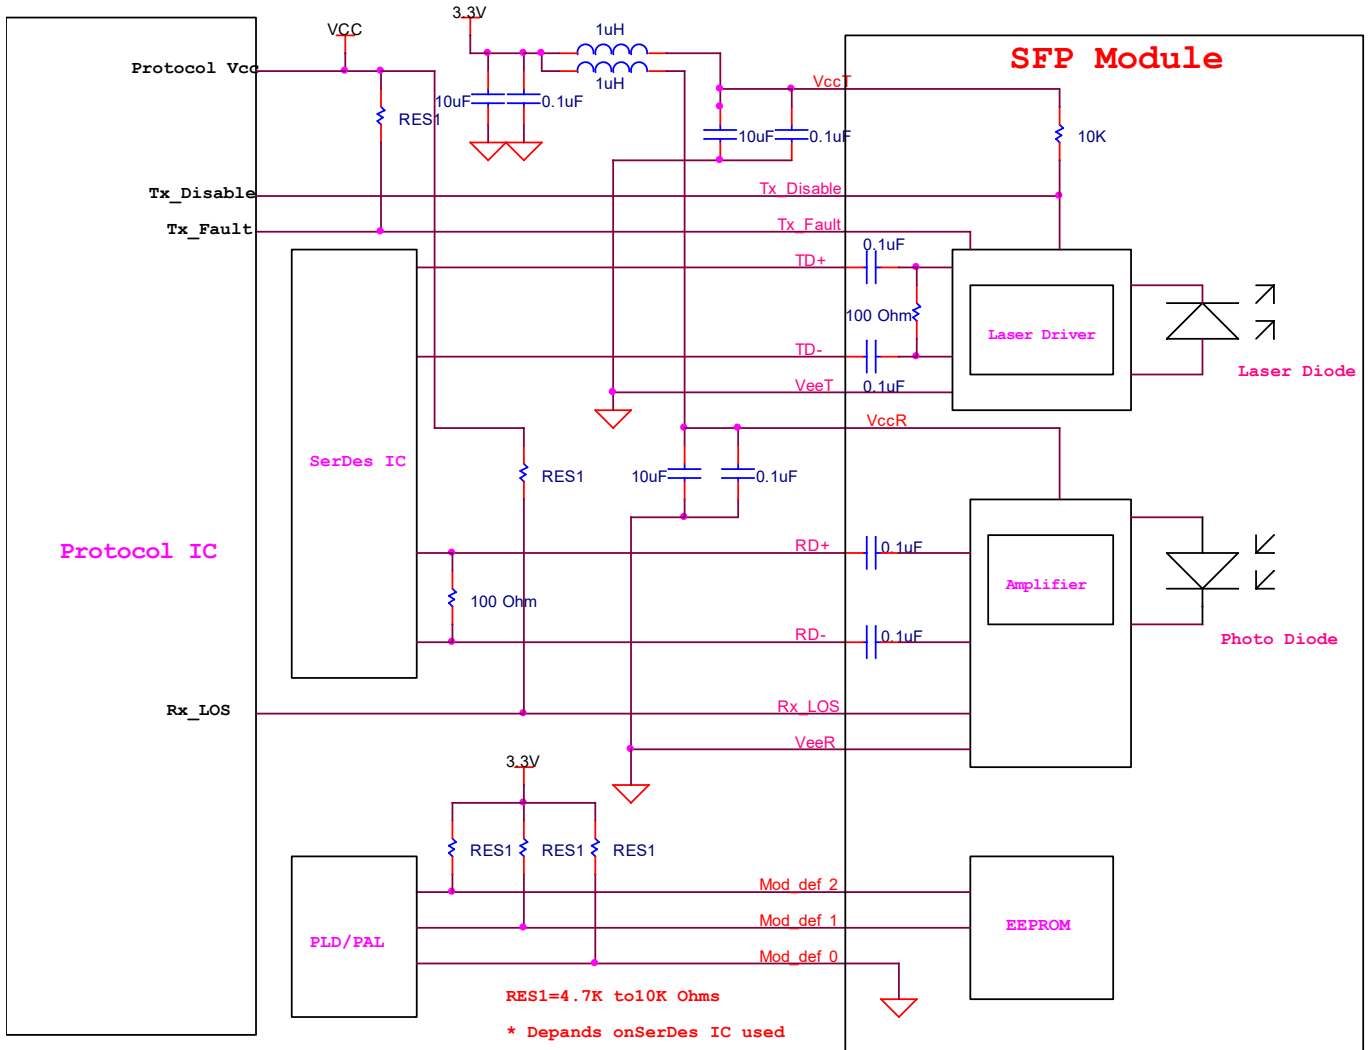 3.3V
VCC
1uH
SFP Module
Protocol Vcc
1uH
VccT
10uF
0.1uF
RES1
10uF
0.1uF
10K
Tx_Disable
Tx_Disable
Tx_Fault
Tx_Fault
0.1uF
TD+
100 Ohm
Laser Driver
TD-
Laser Diode
VeeT
0.1uF
VccR
SerDes IC
RES1
10uF
0.1uF
Protocol IC
RD+
0.1uF
Amplifier
100 Ohm
RD-
0.1uF
Photo Diode
Rx_LOS
Rx_LOS
VeeR
3.3V
RES1
RES1
RES1
Mod_def 2
Mod_def 1
EEPROM
PLD/PAL
Mod_def 0
RES1=4.7K to10K Ohms
* Depands onSerDes IC used